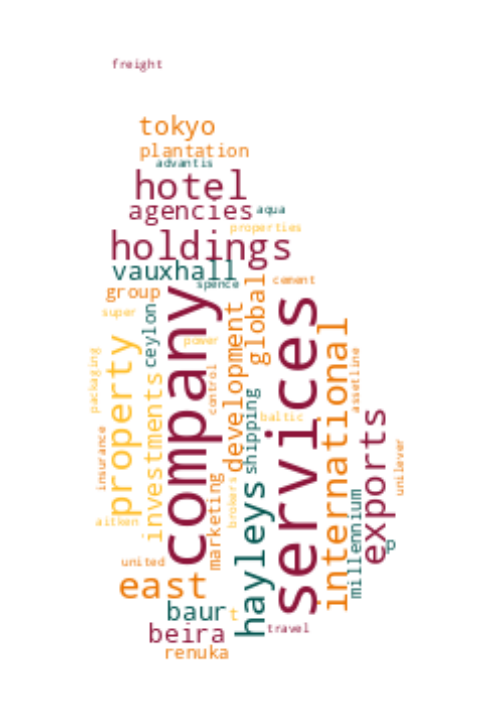 freight
tokyo
plantation
advantis
hotel
agencies
aqua
properties
holdings
vauxhall
spence
cement
group
super
ceylon
power
company
global
development
services
international
property
packaging
investments
control
assetline
baltic
shipping
exports
insurance
unilever
marketing
brokers
hayleys
millennium
aitken
p
united
east
baur
t
beira
travel
renuka